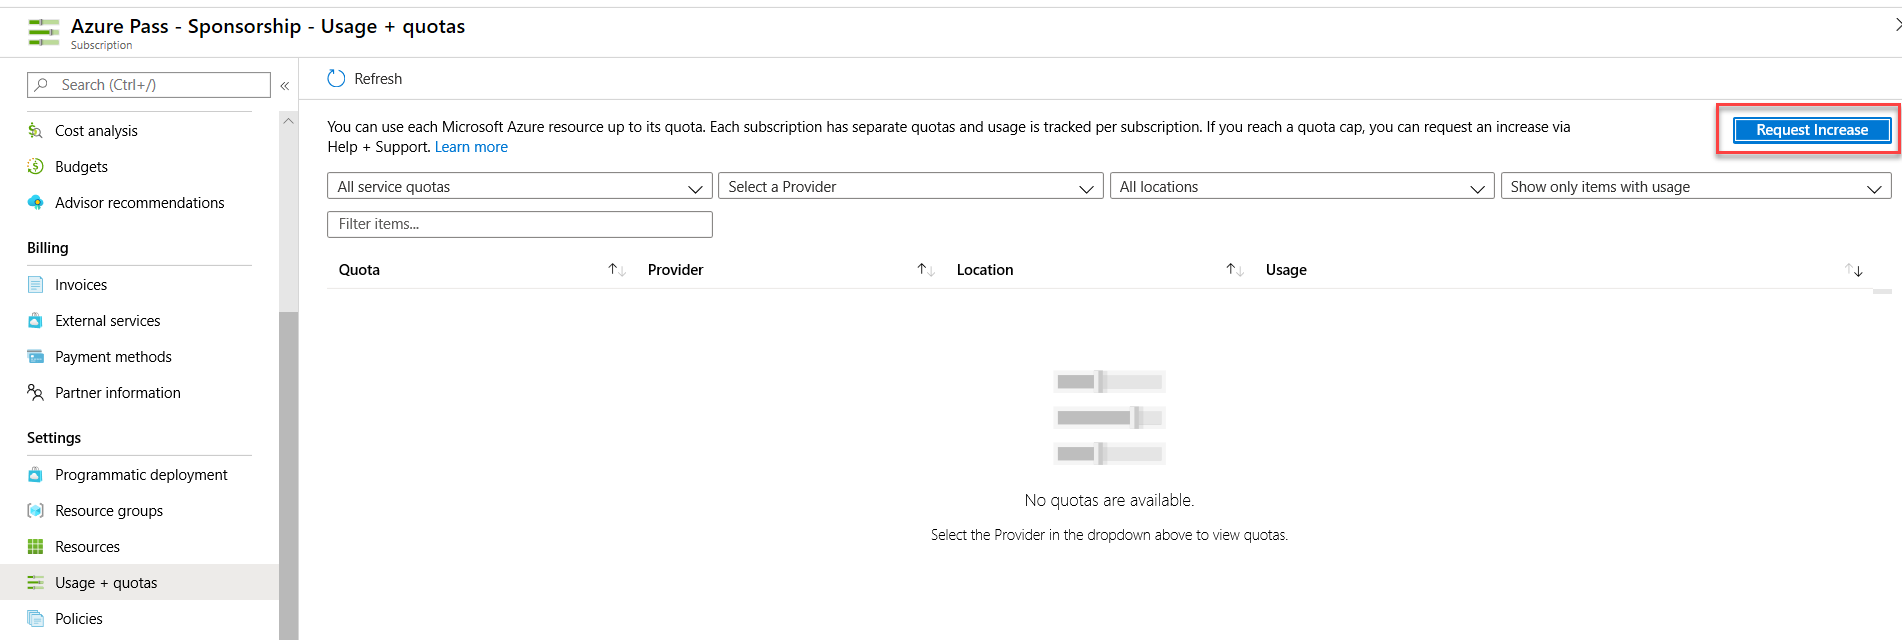 Azure Pass - Sponsorship - Usage + quotas
Subscription
Search (Ctrl+/)
«
Refresh
Cost analysis
Budgets
Advisor recommendations
Billing
Invoices
External services
Payment methods
Partner information
Settings
Programmatic deployment
Resource groups
Resources
Usage + quotas
Policies
You can use each Microsoft Azure resource up to its quota. Each subscription has separate quotas and usage is tracked per subscription. If you reach a quota cap, you can request an increase via
Help + Support. Learn more
Request Increase
All service quotas
Select a Provider
All locations
Show only items with usage
Filter items...
Quota
Provider
Location
Usage
No quotas are available.
Select the Provider in the dropdown above to view quotas.